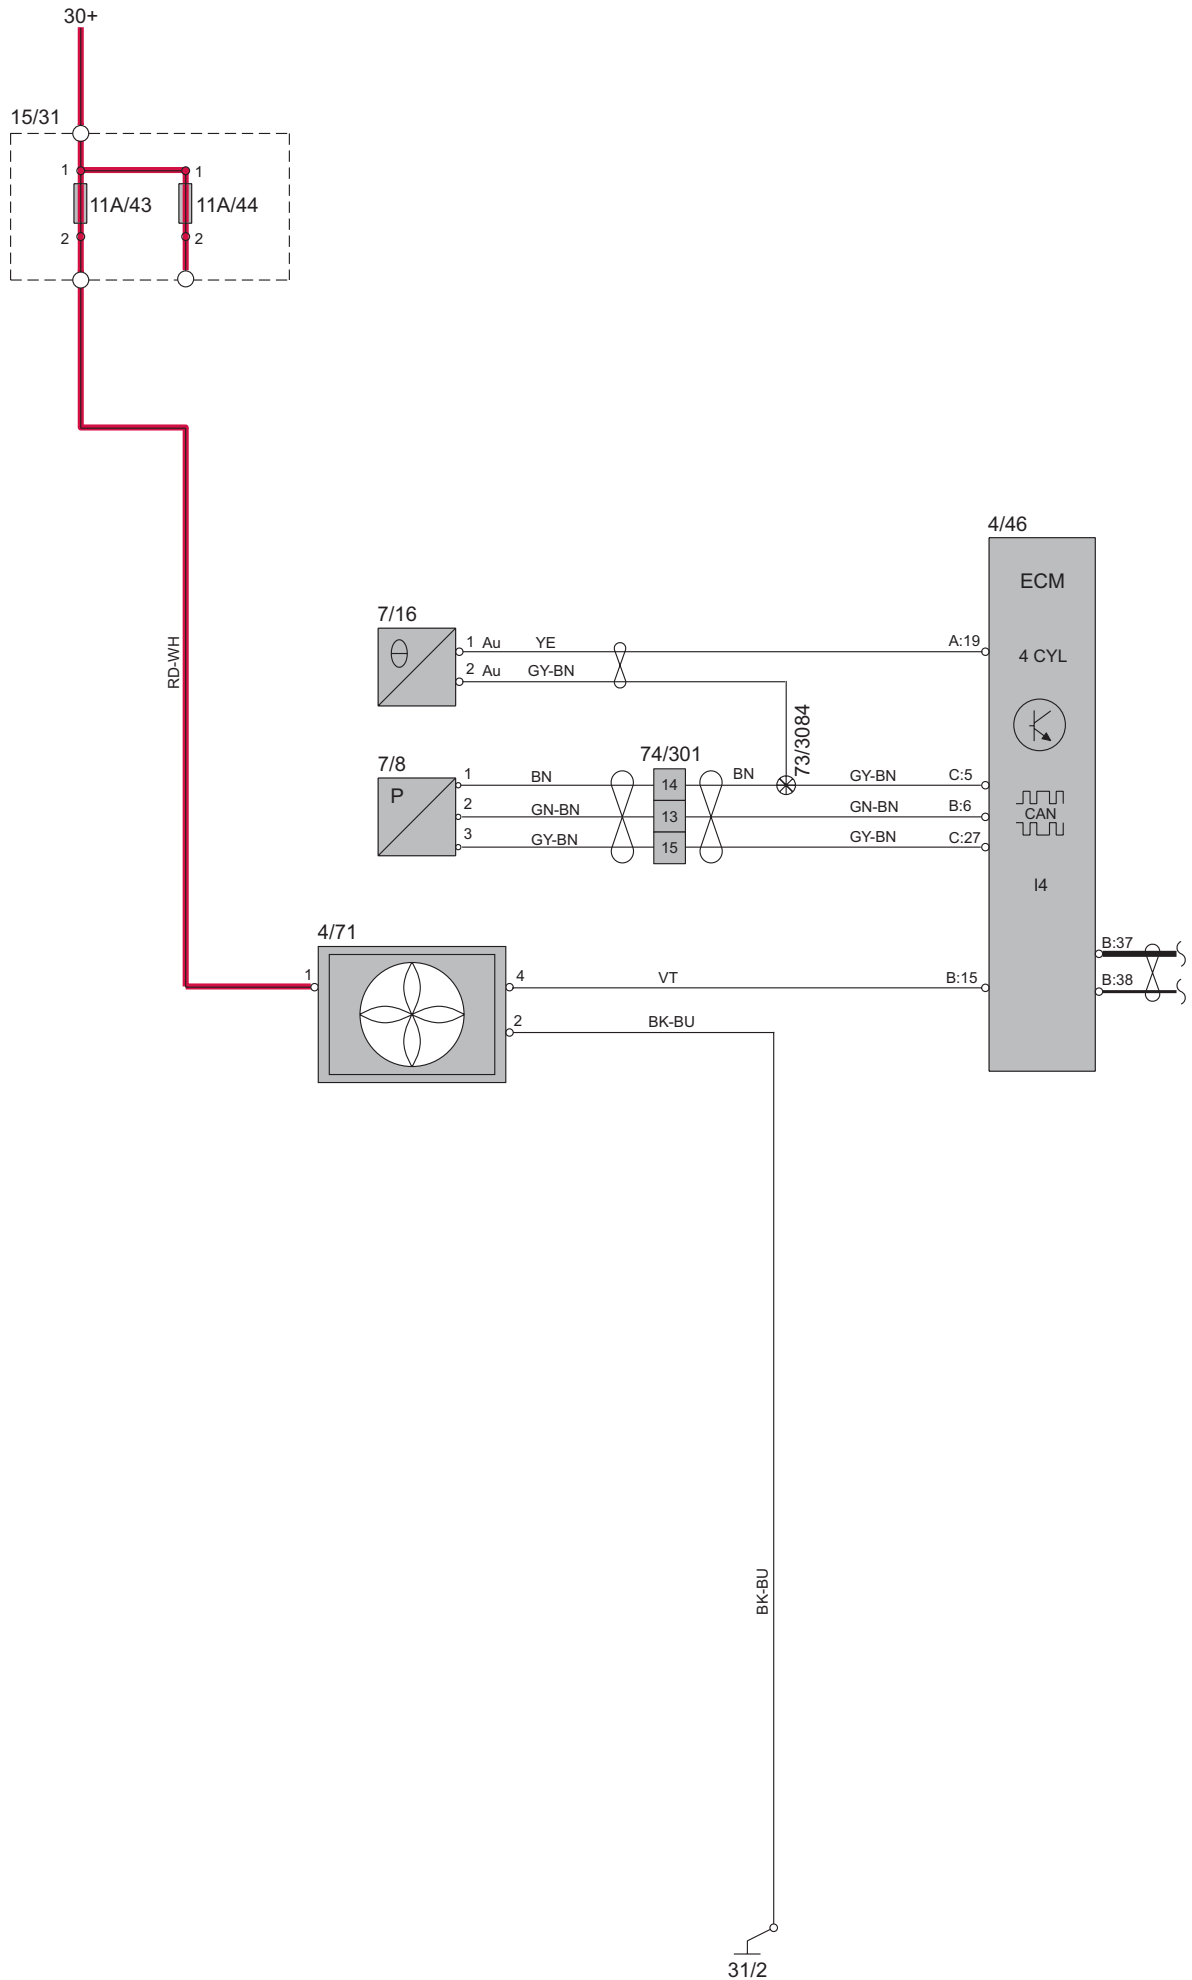 30+
15/31
1
1
11A/43
11A/44
2
2
RD-WH
4/46
ECM
4 CYL
CAN
I4
7/16
1 Au YE A:19
2 Au GY-BN
73/3084
7/8
P
74/301
1 BN 14 BN GY-BN C:5
2 GN-BN 13 GN-BN B:6
3 GY-BN 15 GY-BN C:27
B:37
B:38
4/71
1
4 VT B:15
2 BK-BU
BK-BU
31/2